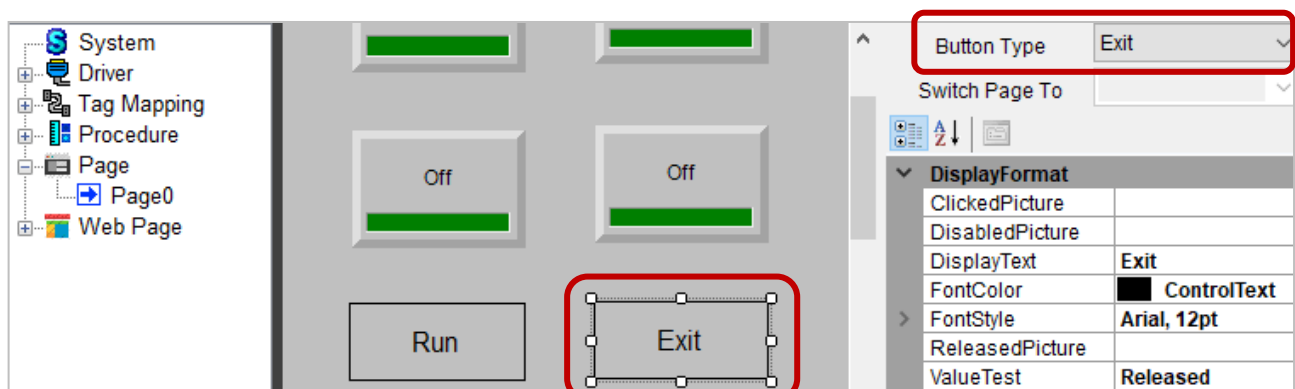 System
Driver
Tag Mapping
Procedure
Page
Page0
Web Page
Off
Off
Run
Exit
Button Type
Exit
Switch Page To
DisplayFormat
ClickedPicture
DisabledPicture
DisplayText Exit
FontColor ControlText
FontStyle Arial, 12pt
ReleasedPicture
ValueTest Released